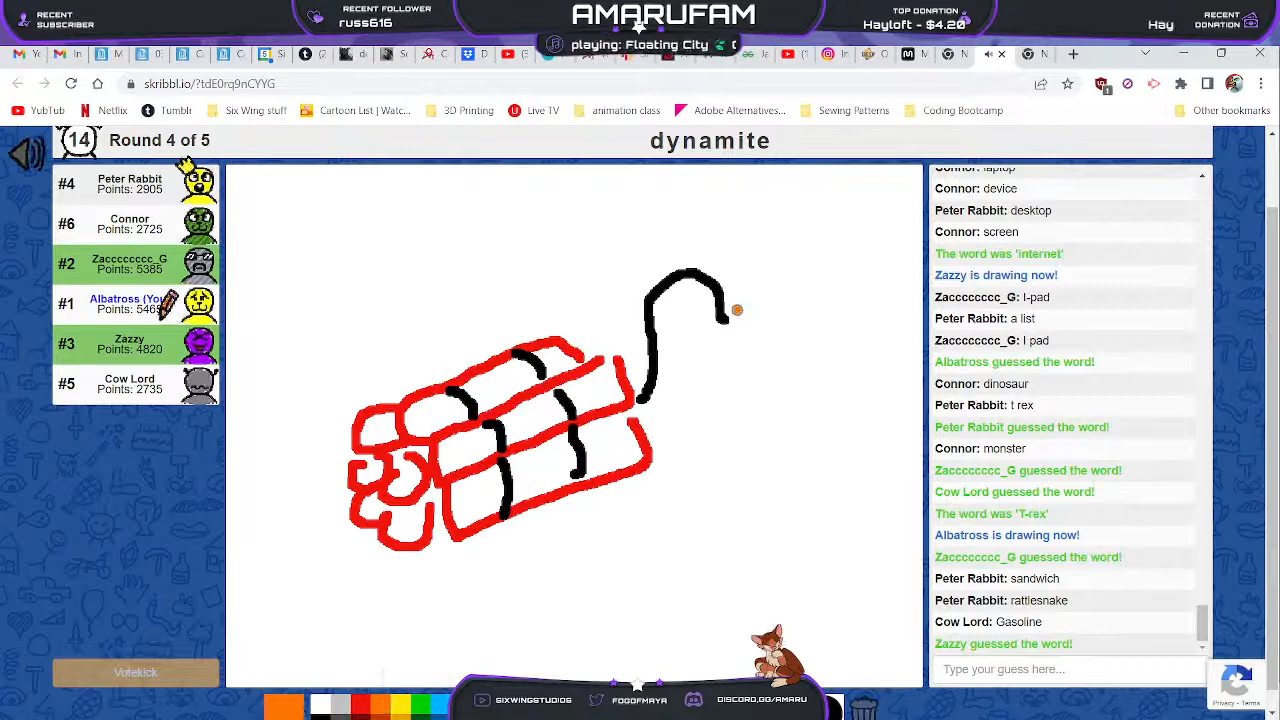 RECENT SUBSCRIBER
RECENT FOLLOWER
russ616
AMARUFAM
TOP DONATION
Hayloft - $4.20
Hay
RECENT DONATION
playing: Floating City
skribbl.io/?tdE0rq9nCYYG
YubTub
Netflix
Tumblr
Six Wing stuff
Cartoon List | Watc...
3D Printing
Live TV
animation class
Adobe Alternatives...
Sewing Patterns
Coding Bootcamp
Other bookmarks
14
Round 4 of 5
dynamite
#4
Peter Rabbit
Points: 2905
#6
Connor
Points: 2725
#2
Zacccccccc_G
Points: 5385
#1
Albatross (You
Points: 546
#3
Zazzy
Points: 4820
#5
Cow Lord
Points: 2735
Votekick
Connor: laptop
Connor: device
Peter Rabbit: desktop
Connor: screen
The word was 'internet'
Zazzy is drawing now!
Zacccccccc_G: I-pad
Peter Rabbit: a list
Zacccccccc_G: I pad
Albatross guessed the word!
Connor: dinosaur
Peter Rabbit: t rex
Peter Rabbit guessed the word!
Connor: monster
Zacccccccc_G guessed the word!
Cow Lord guessed the word!
The word was 'T-rex'
Albatross is drawing now!
Zacccccccc_G guessed the word!
Peter Rabbit: sandwich
Peter Rabbit: rattlesnake
Cow Lord: Gasoline
Zazzy guessed the word!
Type your guess here...
Privacy - Terms
SIXWINGSTUDIOS
FOGOFMAYA
DISCORD.GG/AMARU